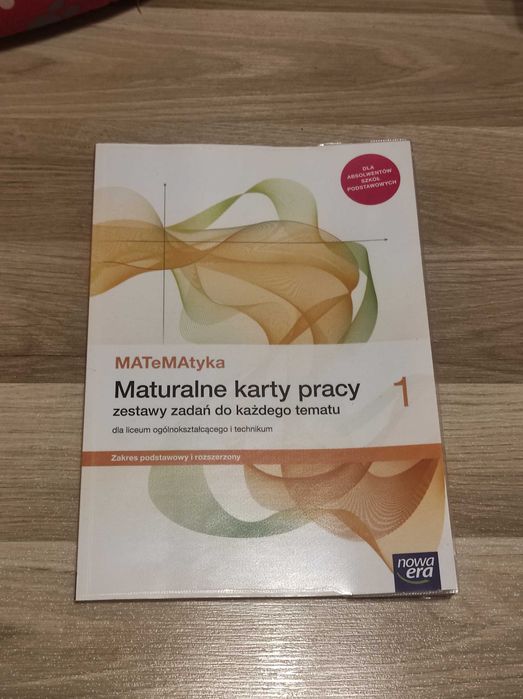 DLA
ABSOLWENTÓW
SZKÓŁ
PODSTAWOWYCH
MATeMAtyka
Maturalne karty pracy 1
zestawy zadań do każdego tematu
dla liceum ogólnokształcącego i technikum
Zakres podstawowy i rozszerzony
nowa
era